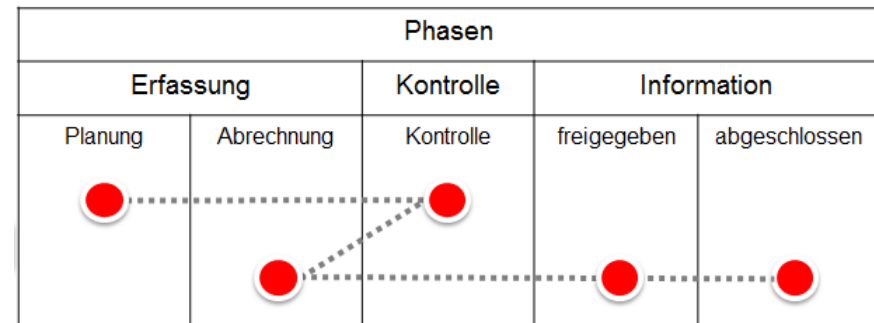 Phasen
Erfassung Kontrolle Information
Planung Abrechnung Kontrolle freigegeben abgeschlossen